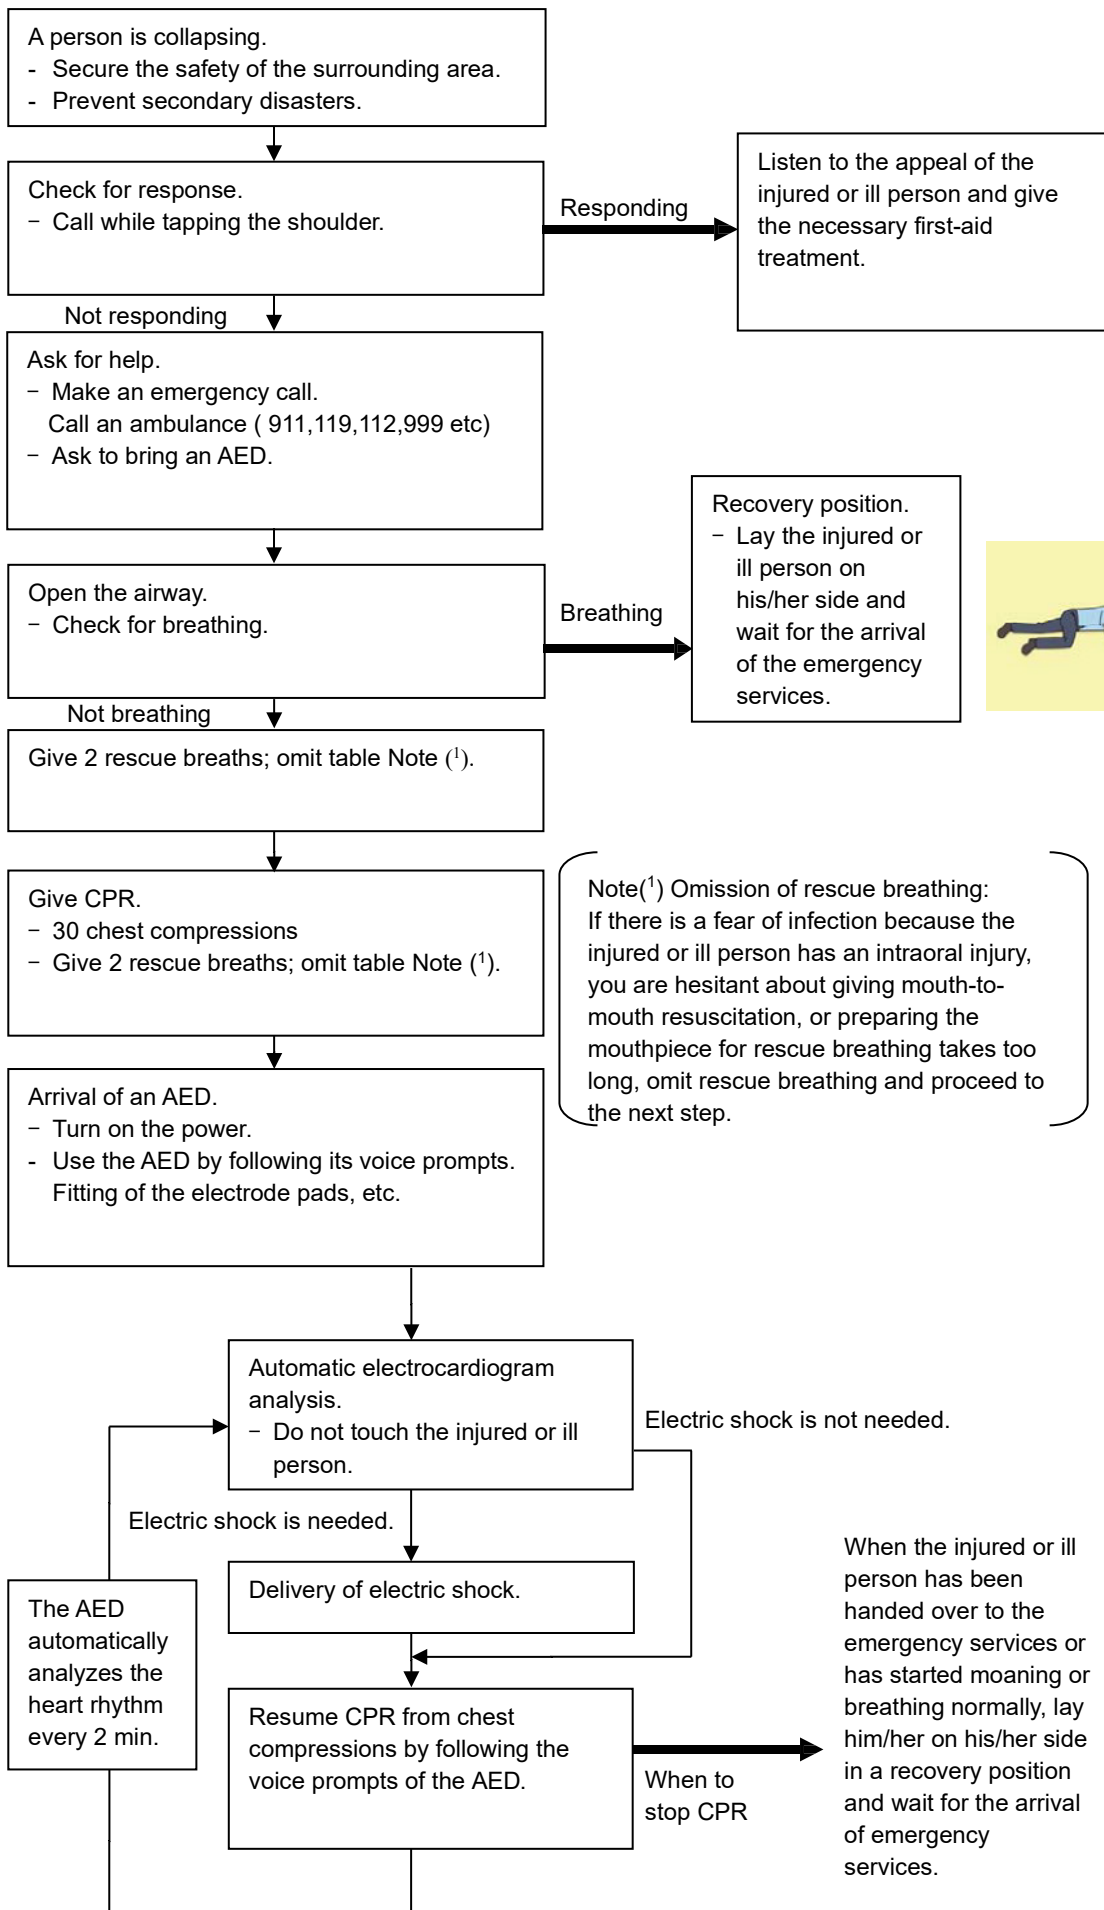 A person is collapsing.
- Secure the safety of the surrounding area.
- Prevent secondary disasters.
Check for response.
- Call while tapping the shoulder.
Responding
Listen to the appeal of the
injured or ill person and give
the necessary first-aid
treatment.
Not responding
Ask for help.
- Make an emergency call.
Call an ambulance ( 911,119,112,999 etc)
- Ask to bring an AED.
Open the airway.
- Check for breathing.
Breathing
Recovery position.
- Lay the injured or
ill person on
his/her side and
wait for the arrival
of the emergency
services.
Not breathing
Give 2 rescue breaths; omit table Note (¹).
Give CPR.
- 30 chest compressions
- Give 2 rescue breaths; omit table Note (¹).
Note(¹) Omission of rescue breathing:
If there is a fear of infection because the
injured or ill person has an intraoral injury,
you are hesitant about giving mouth-to-
mouth resuscitation, or preparing the
mouthpiece for rescue breathing takes too
long, omit rescue breathing and proceed to
the next step.
Arrival of an AED.
- Turn on the power.
- Use the AED by following its voice prompts.
Fitting of the electrode pads, etc.
Automatic electrocardiogram
analysis.
- Do not touch the injured or ill
person.
Electric shock is not needed.
Electric shock is needed.
Delivery of electric shock.
The AED
automatically
analyzes the
heart rhythm
every 2 min.
Resume CPR from chest
compressions by following the
voice prompts of the AED.
When to
stop CPR
When the injured or ill
person has been
handed over to the
emergency services or
has started moaning or
breathing normally, lay
him/her on his/her side
in a recovery position
and wait for the arrival
of emergency
services.